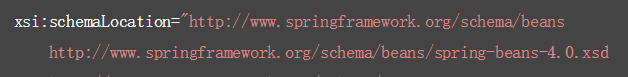 xsi:schemaLocation="http://www.springframework.org/schema/beans
http://www.springframework.org/schema/beans/spring-beans-4.0.xsd